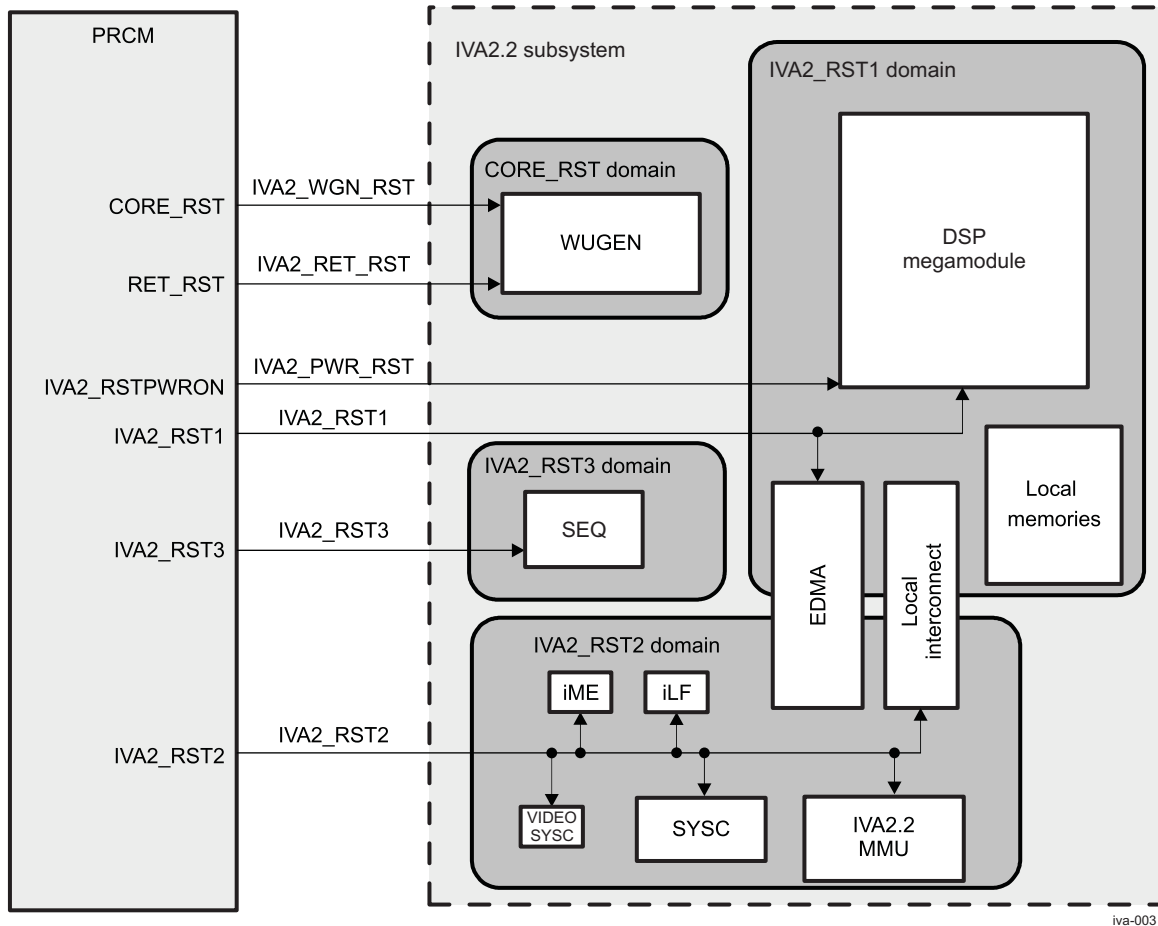 PRCM
IVA2.2 subsystem
IVA2_RST1 domain
DSP
megamodule
CORE_RST domain
WUGEN
IVA2_WGN_RST
CORE_RST
IVA2_RET_RST
RET_RST
IVA2_PWR_RST
IVA2_RSTPWRON
IVA2_RST1
IVA2_RST1
IVA2_RST3 domain
SEQ
IVA2_RST3
IVA2_RST3
Local
memories
EDMA
Local
interconnect
IVA2_RST2 domain
iME
iLF
IVA2_RST2
IVA2_RST2
VIDEO
SYSC
SYSC
IVA2.2
MMU
iva-003